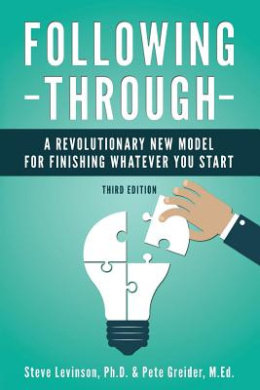 FOLLOWING
–THROUGH–
A REVOLUTIONARY NEW MODEL
FOR FINISHING WHATEVER YOU START
THIRD EDITION
Steve Levinson, Ph.D. & Pete Greider, M.Ed.